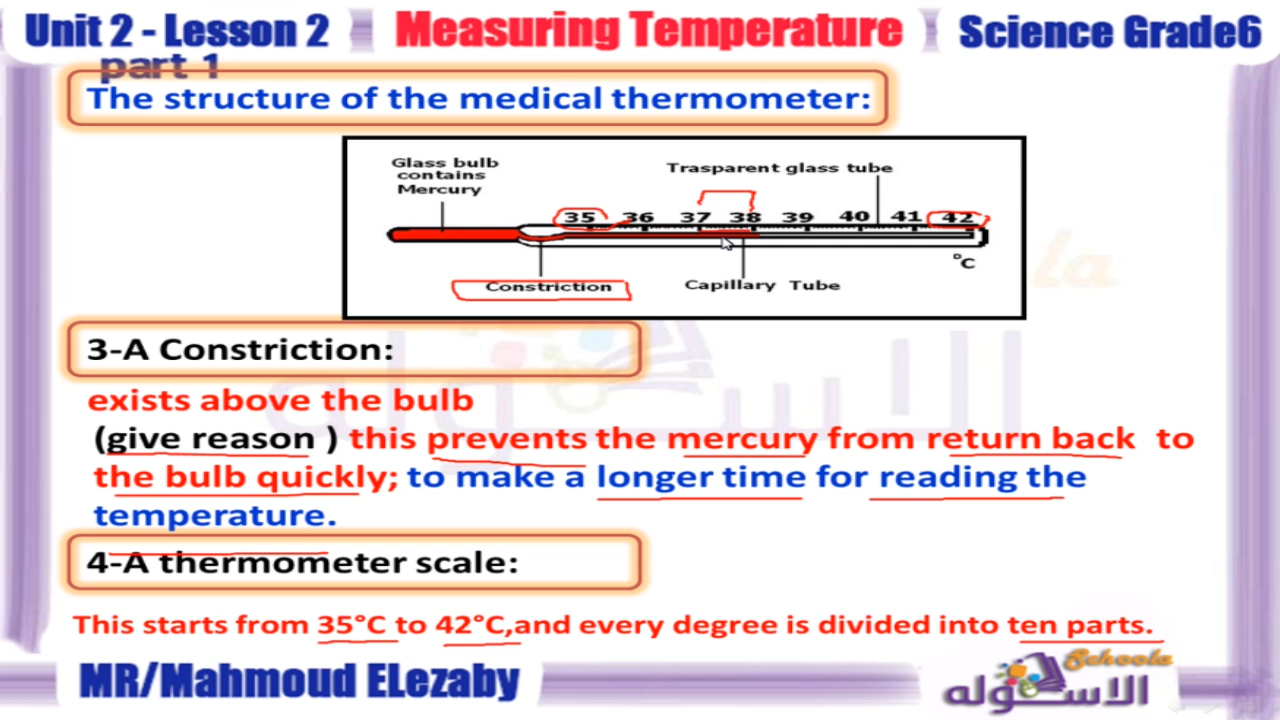 Unit 2 - Lesson 2
part 1
Measuring Temperature
Science Grade6
The structure of the medical thermometer:
Glass bulb
contains
Mercury
Trasparent glass tube
35 36 37 38 39 40 41 42
°C
Constriction
Capillary Tube
3-A Constriction:
exists above the bulb
(give reason ) this prevents the mercury from return back to
the bulb quickly; to make a longer time for reading the
temperature.
4-A thermometer scale:
This starts from 35°C to 42°C,and every degree is divided into ten parts.
MR/Mahmoud ELezaby
Schoola
الاسكوله